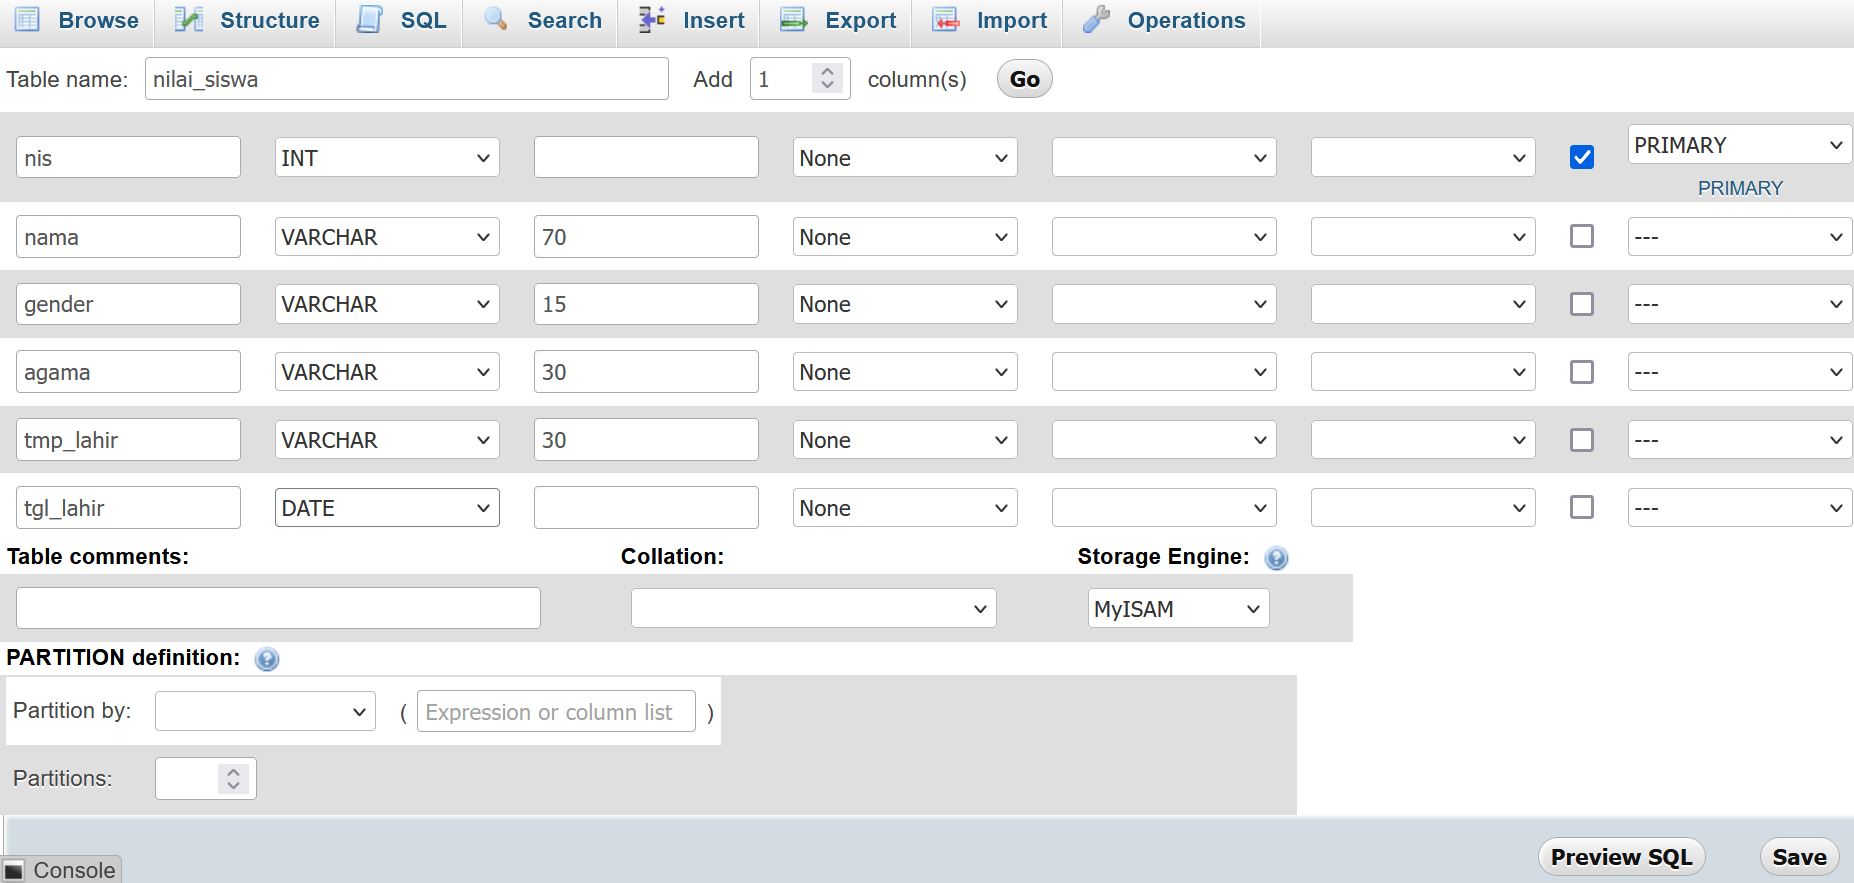 Browse Structure SQL Search Insert Export Import Operations
Table name: nilai_siswa Add 1 column(s) Go
nis INT None PRIMARY
PRIMARY
nama VARCHAR 70 None ---
gender VARCHAR 15 None ---
agama VARCHAR 30 None ---
tmp_lahir VARCHAR 30 None ---
tgl_lahir DATE None ---
Table comments: Collation: Storage Engine:
MyISAM
PARTITION definition:
Partition by: ( Expression or column list )
Partitions:
Preview SQL Save
Console